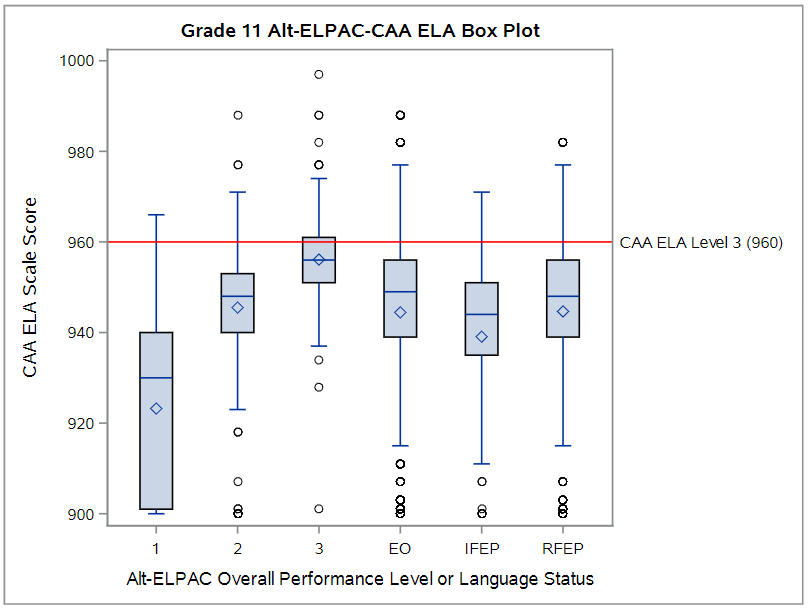 Grade 11 Alt-ELPAC-CAA ELA Box Plot
1000
980
960
940
920
900
CAA ELA Scale Score
CAA ELA Level 3 (960)
1 2 3 EO IFEP RFEP
Alt-ELPAC Overall Performance Level or Language Status